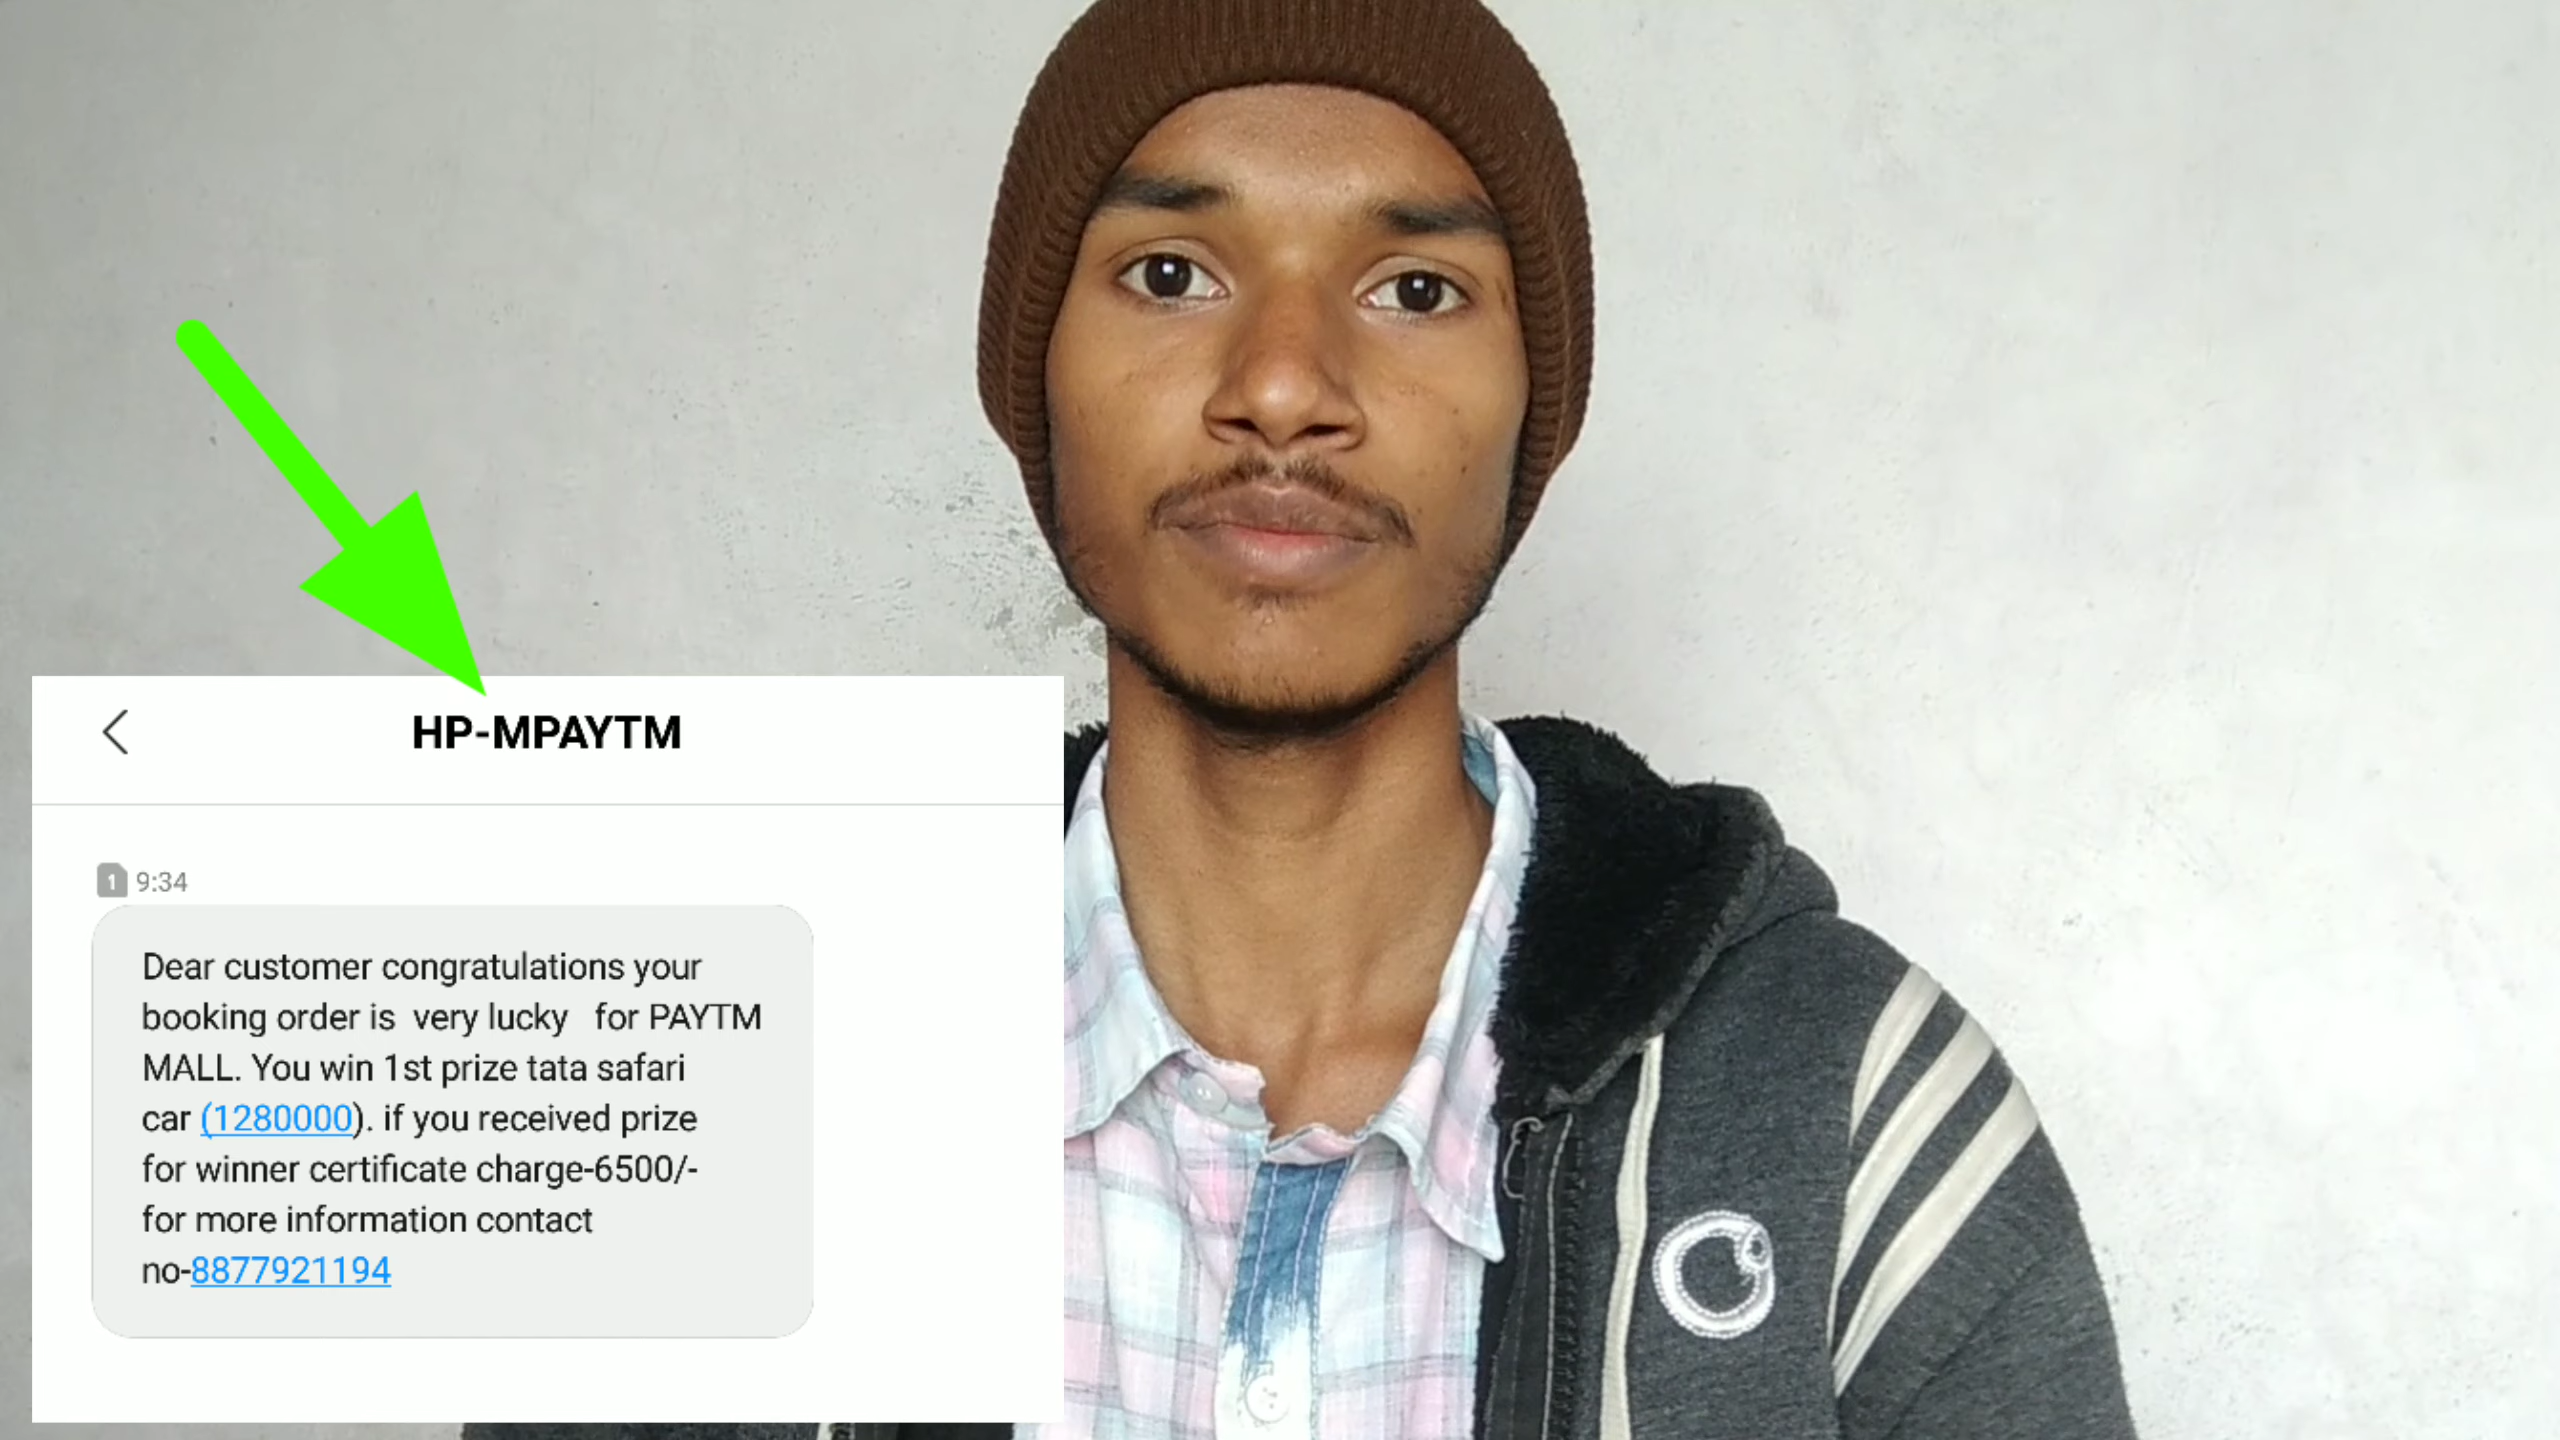 HP-MPAYTM
1 9:34
Dear customer congratulations your
booking order is very lucky for PAYTM
MALL. You win 1st prize tata safari
car (1280000). if you received prize
for winner certificate charge-6500/-
for more information contact
no-8877921194